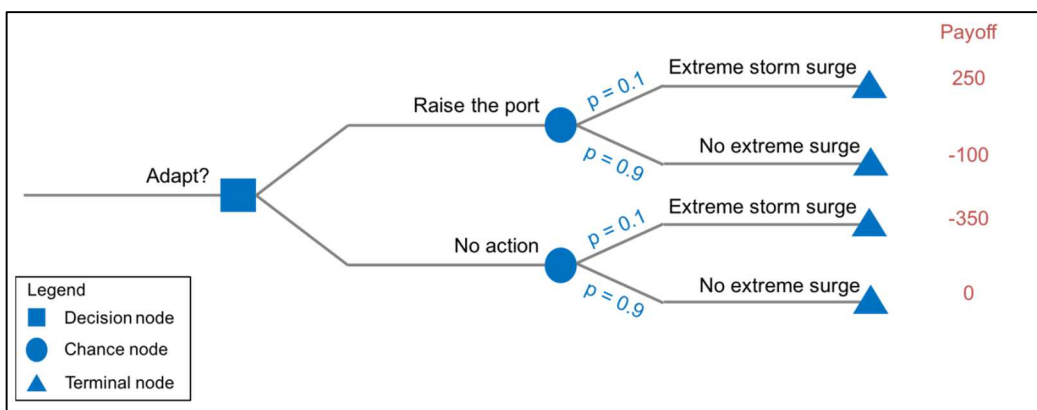 Payoff
Extreme storm surge
250
p = 0.1
Raise the port
No extreme surge
-100
p = 0.9
Adapt?
Extreme storm surge
-350
p = 0.1
No action
No extreme surge
0
p = 0.9
Legend
Decision node
Chance node
Terminal node